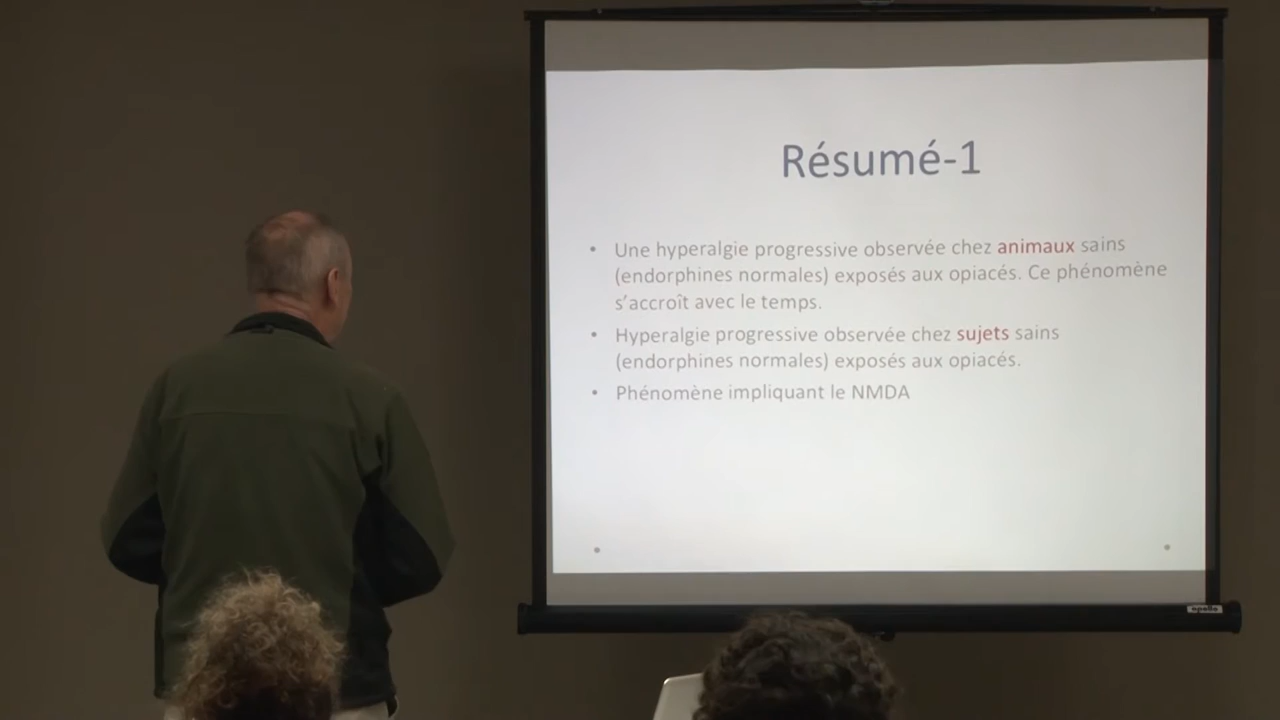 Résumé-1
• Une hyperalgie progressive observée chez animaux sains
(endorphines normales) exposés aux opiacés. Ce phénomène
s'accroît avec le temps.
• Hyperalgie progressive observée chez sujets sains
(endorphines normales) exposés aux opiacés.
• Phénomène impliquant le NMDA
apollo